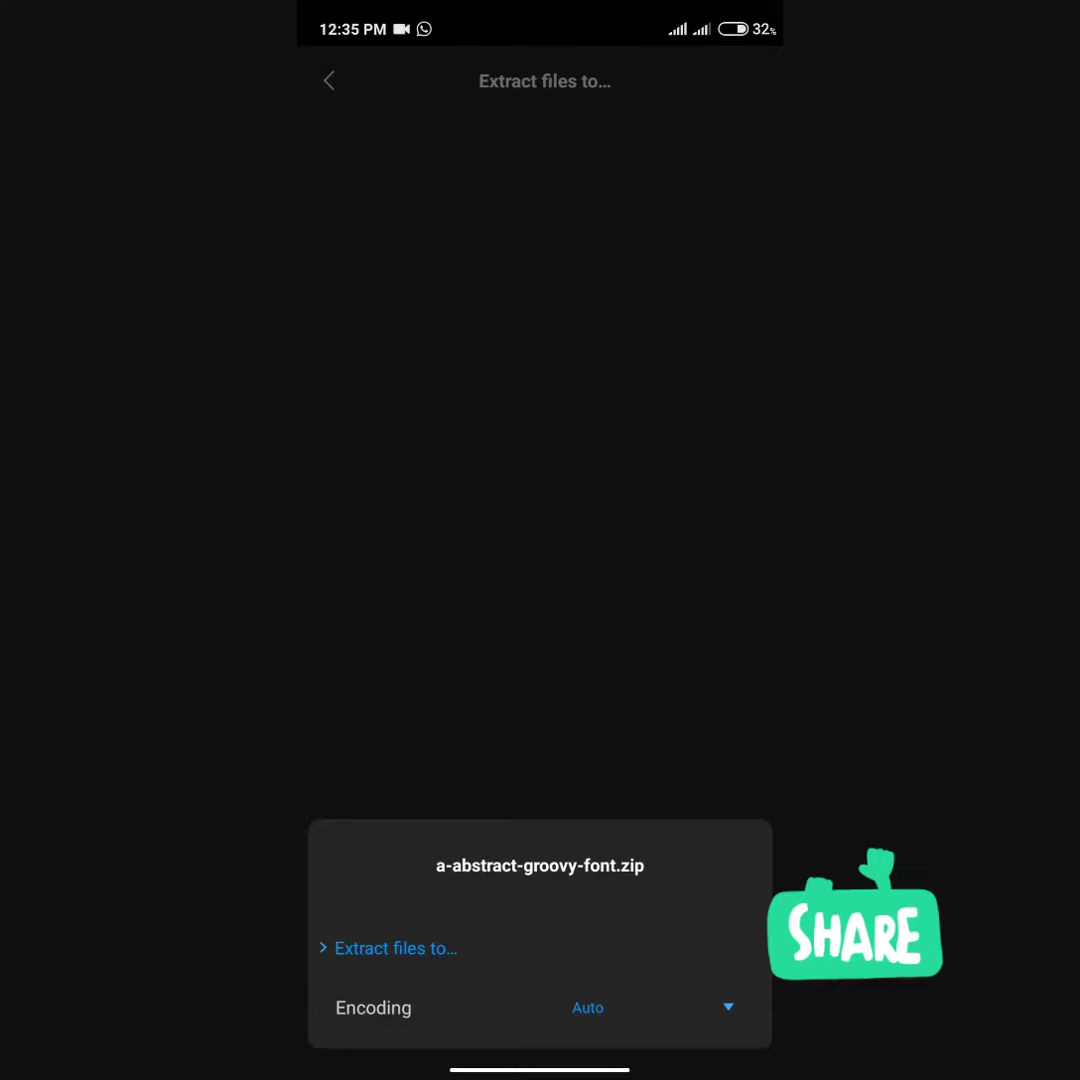 12:35 PM 32%
Extract files to...
a-abstract-groovy-font.zip
Extract files to...
SHARE
Encoding Auto